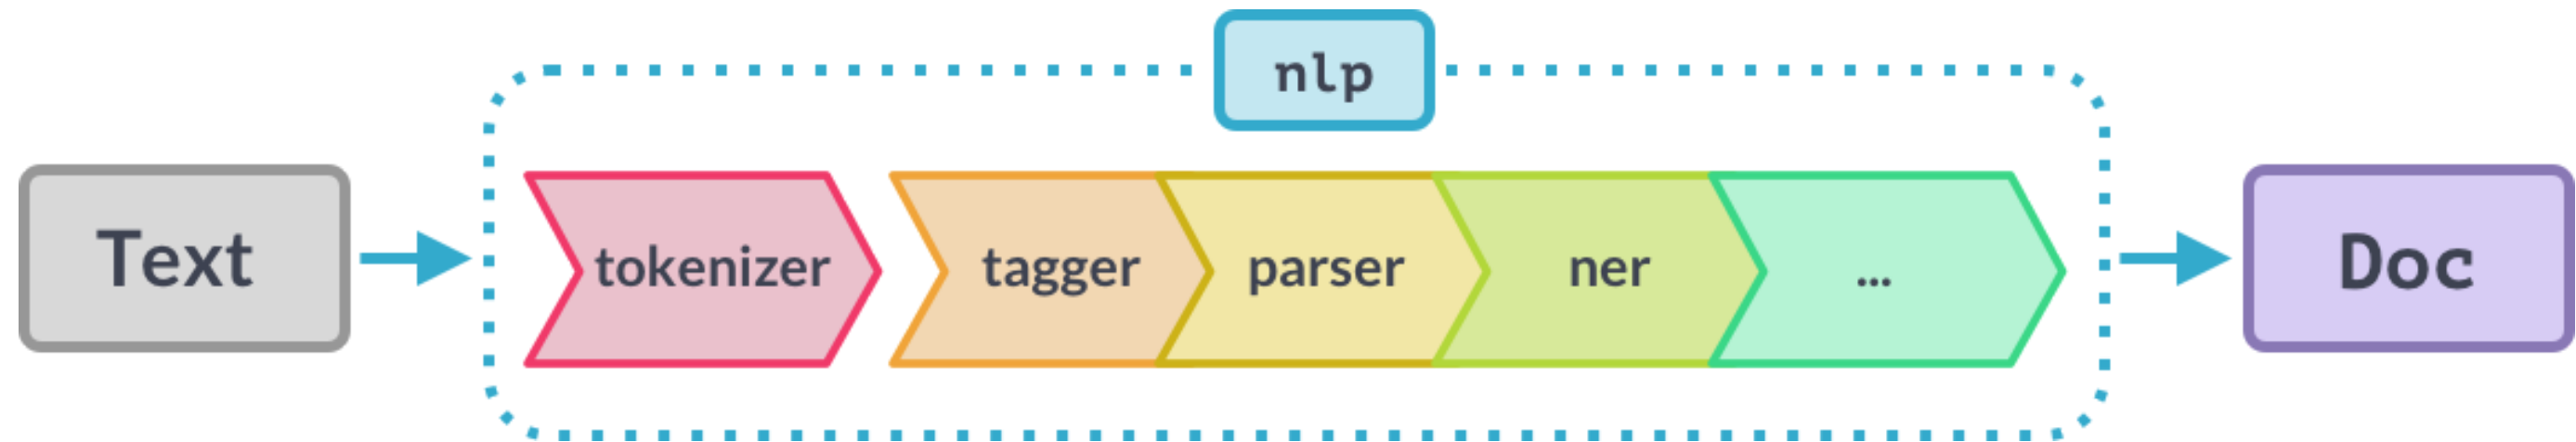 nlp
Text
tokenizer
tagger
parser
ner
...
Doc